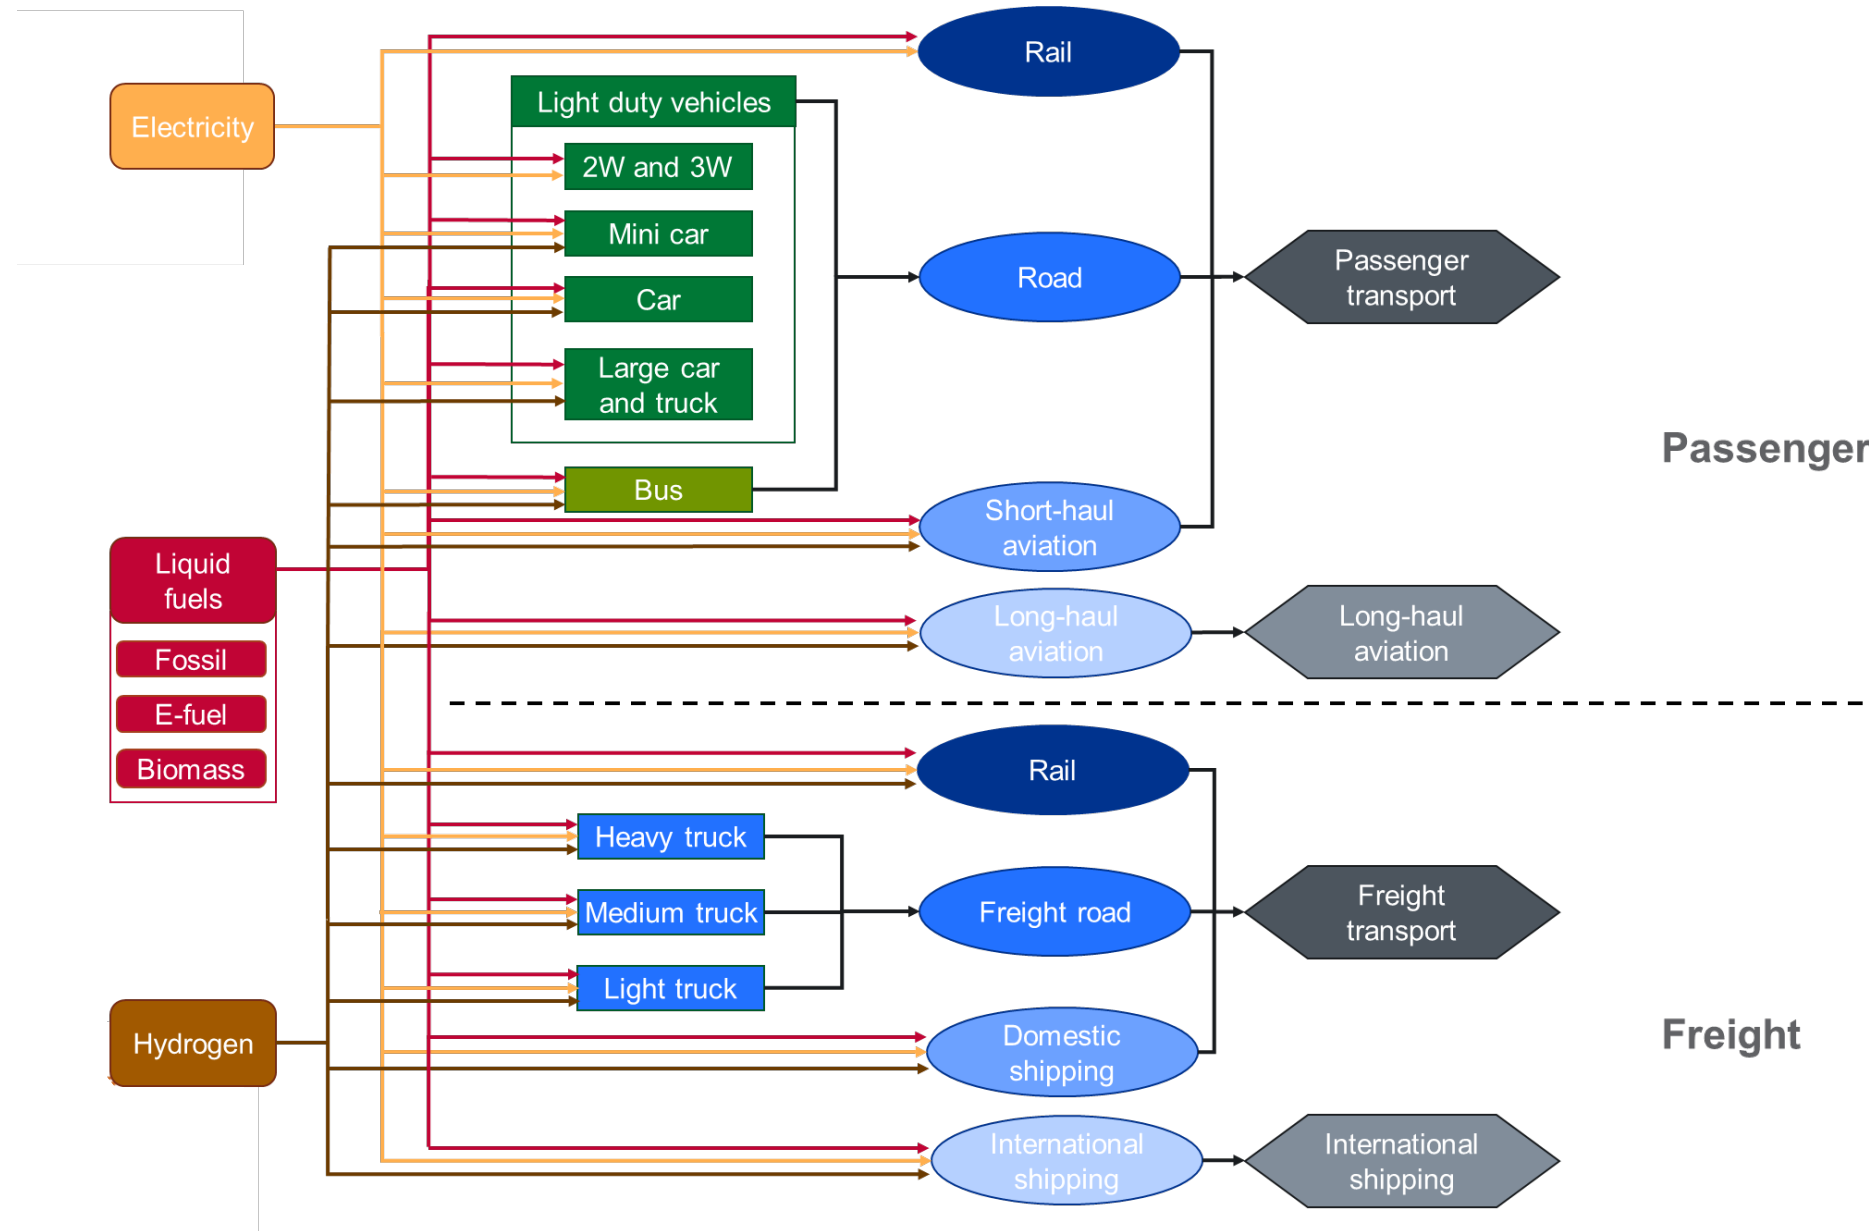 Electricity
Liquid
fuels
Fossil
E-fuel
Biomass
Hydrogen
Light duty vehicles
2W and 3W
Mini car
Car
Large car
and truck
Bus
Rail
Road
Short-haul
aviation
Long-haul
aviation
Passenger
transport
Long-haul
aviation
Passenger
Heavy truck
Medium truck
Light truck
Rail
Freight road
Domestic
shipping
International
shipping
Freight
transport
International
shipping
Freight